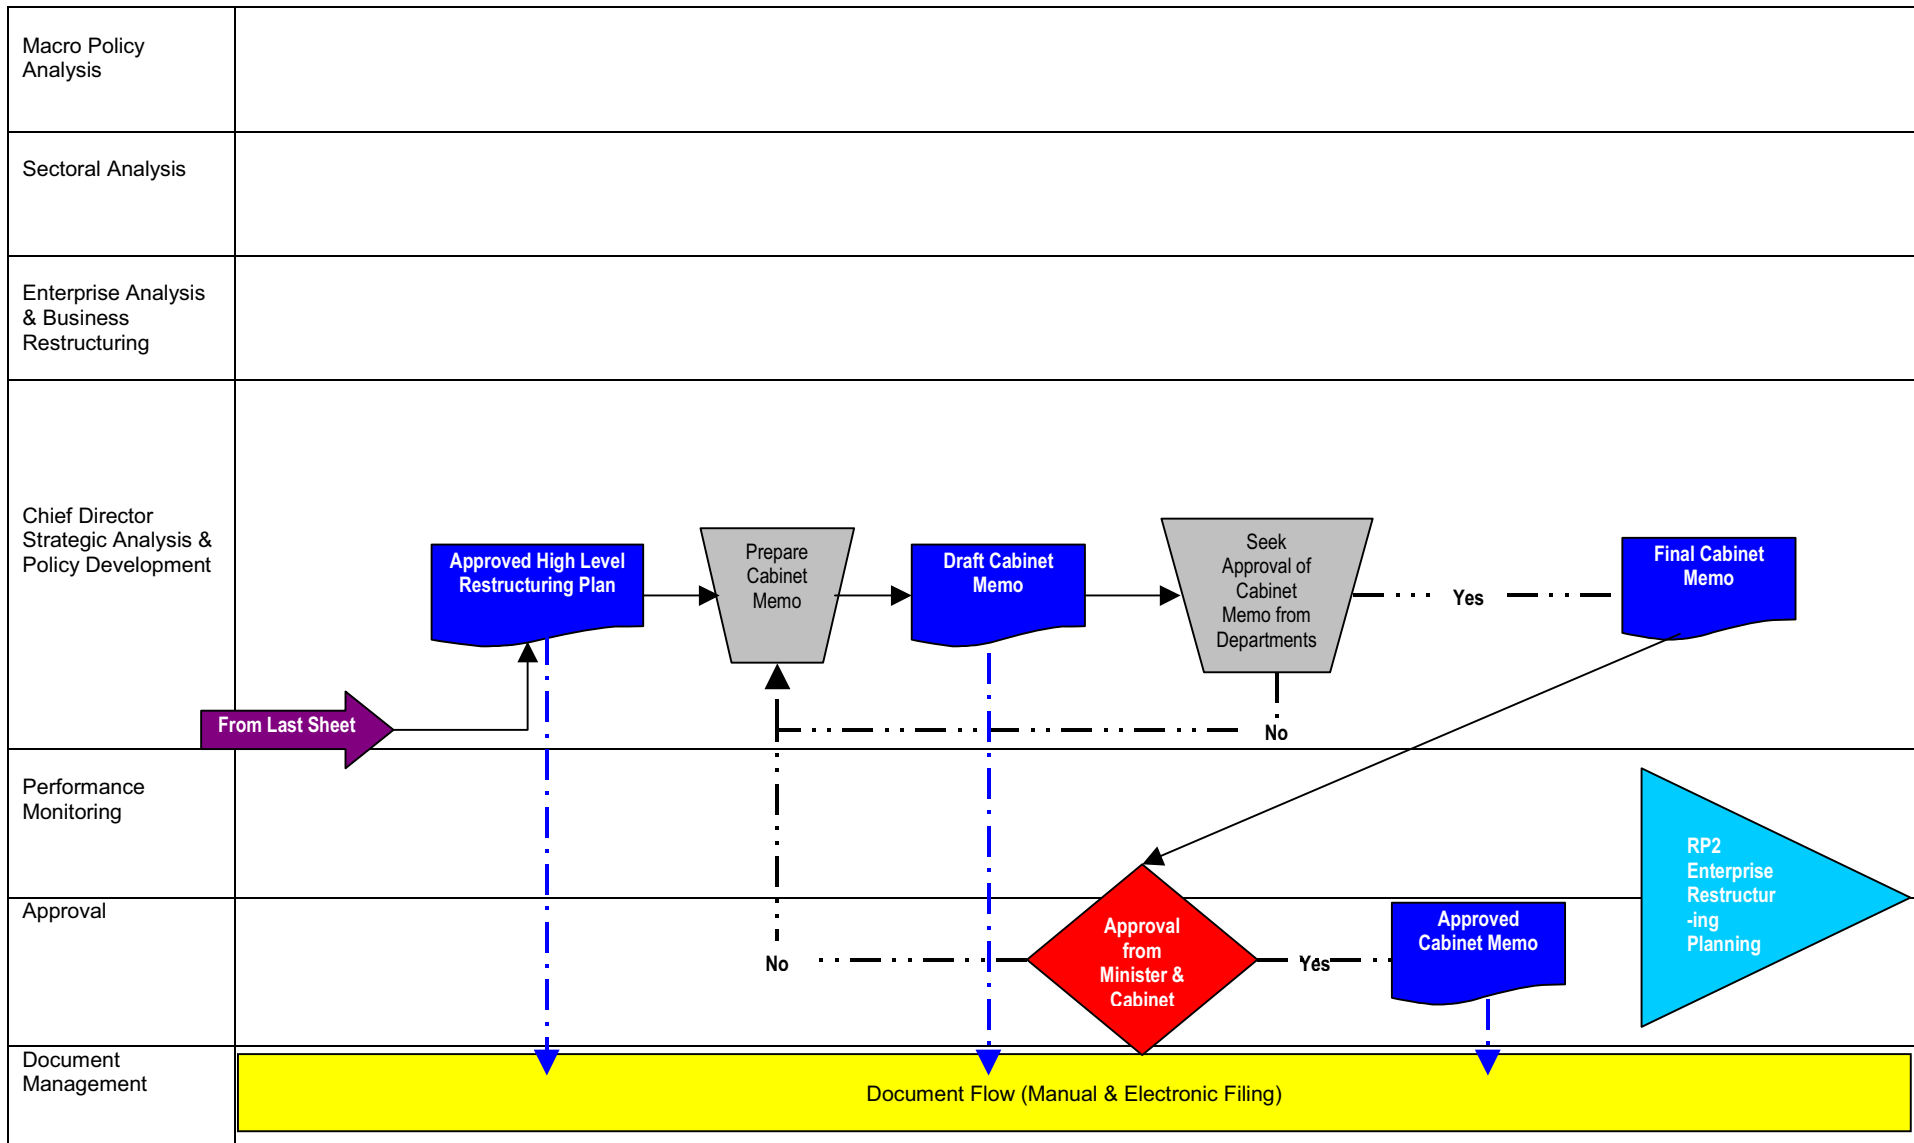 Macro Policy
Analysis
Sectoral Analysis
Enterprise Analysis
& Business
Restructuring
Chief Director
Strategic Analysis &
Policy Development
From Last Sheet
Approved High Level
Restructuring Plan
Prepare
Cabinet
Memo
Draft Cabinet
Memo
Seek
Approval of
Cabinet
Memo from
Departments
Yes
Final Cabinet
Memo
No
Performance
Monitoring
RP2
Enterprise
Restructur
-ing
Planning
Approval
No
Approval
from
Minister &
Cabinet
Yes
Approved
Cabinet Memo
Document
Management
Document Flow (Manual & Electronic Filing)